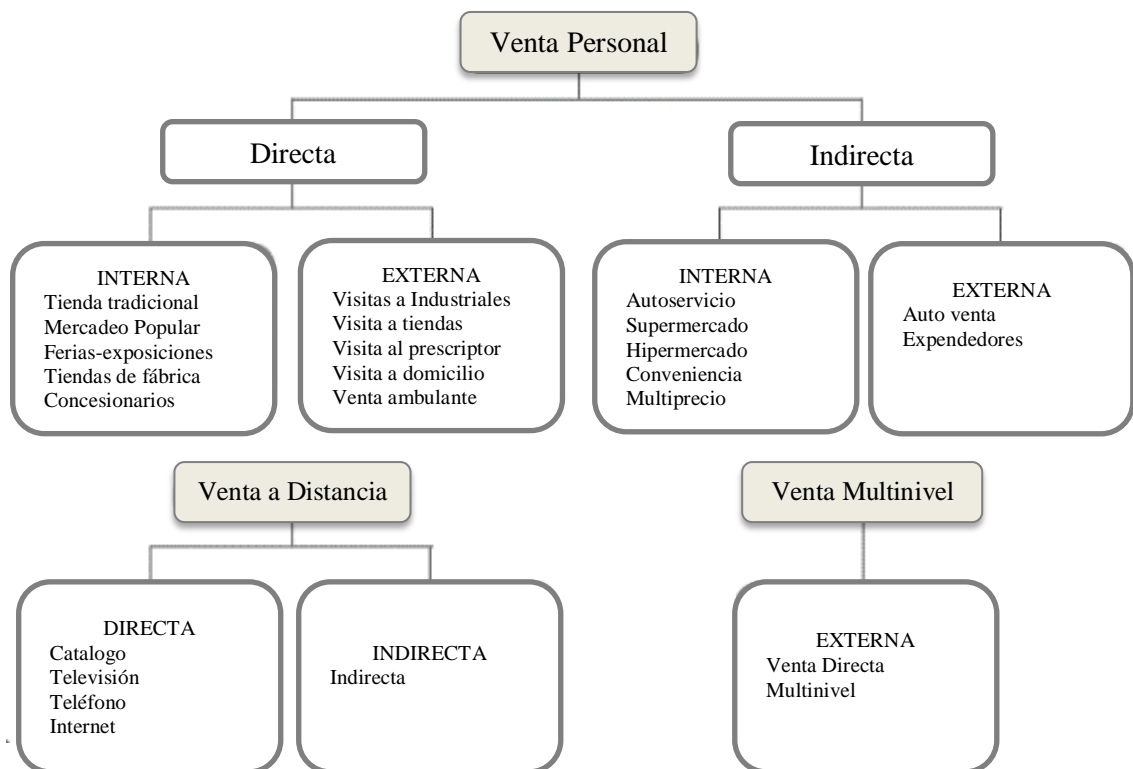 Venta Personal
Directa
Indirecta
INTERNA
Tienda tradicional
Mercadeo Popular
Ferias-exposiciones
Tiendas de fábrica
Concesionarios
EXTERNA
Visitas a Industriales
Visita a tiendas
Visita al prescriptor
Visita a domicilio
Venta ambulante
INTERNA
Autoservicio
Supermercado
Hipermercado
Conveniencia
Multiprecio
EXTERNA
Auto venta
Expendedores
Venta a Distancia
DIRECTA
Catalogo
Televisión
Teléfono
Internet
INDIRECTA
Indirecta
Venta Multinivel
EXTERNA
Venta Directa
Multinivel